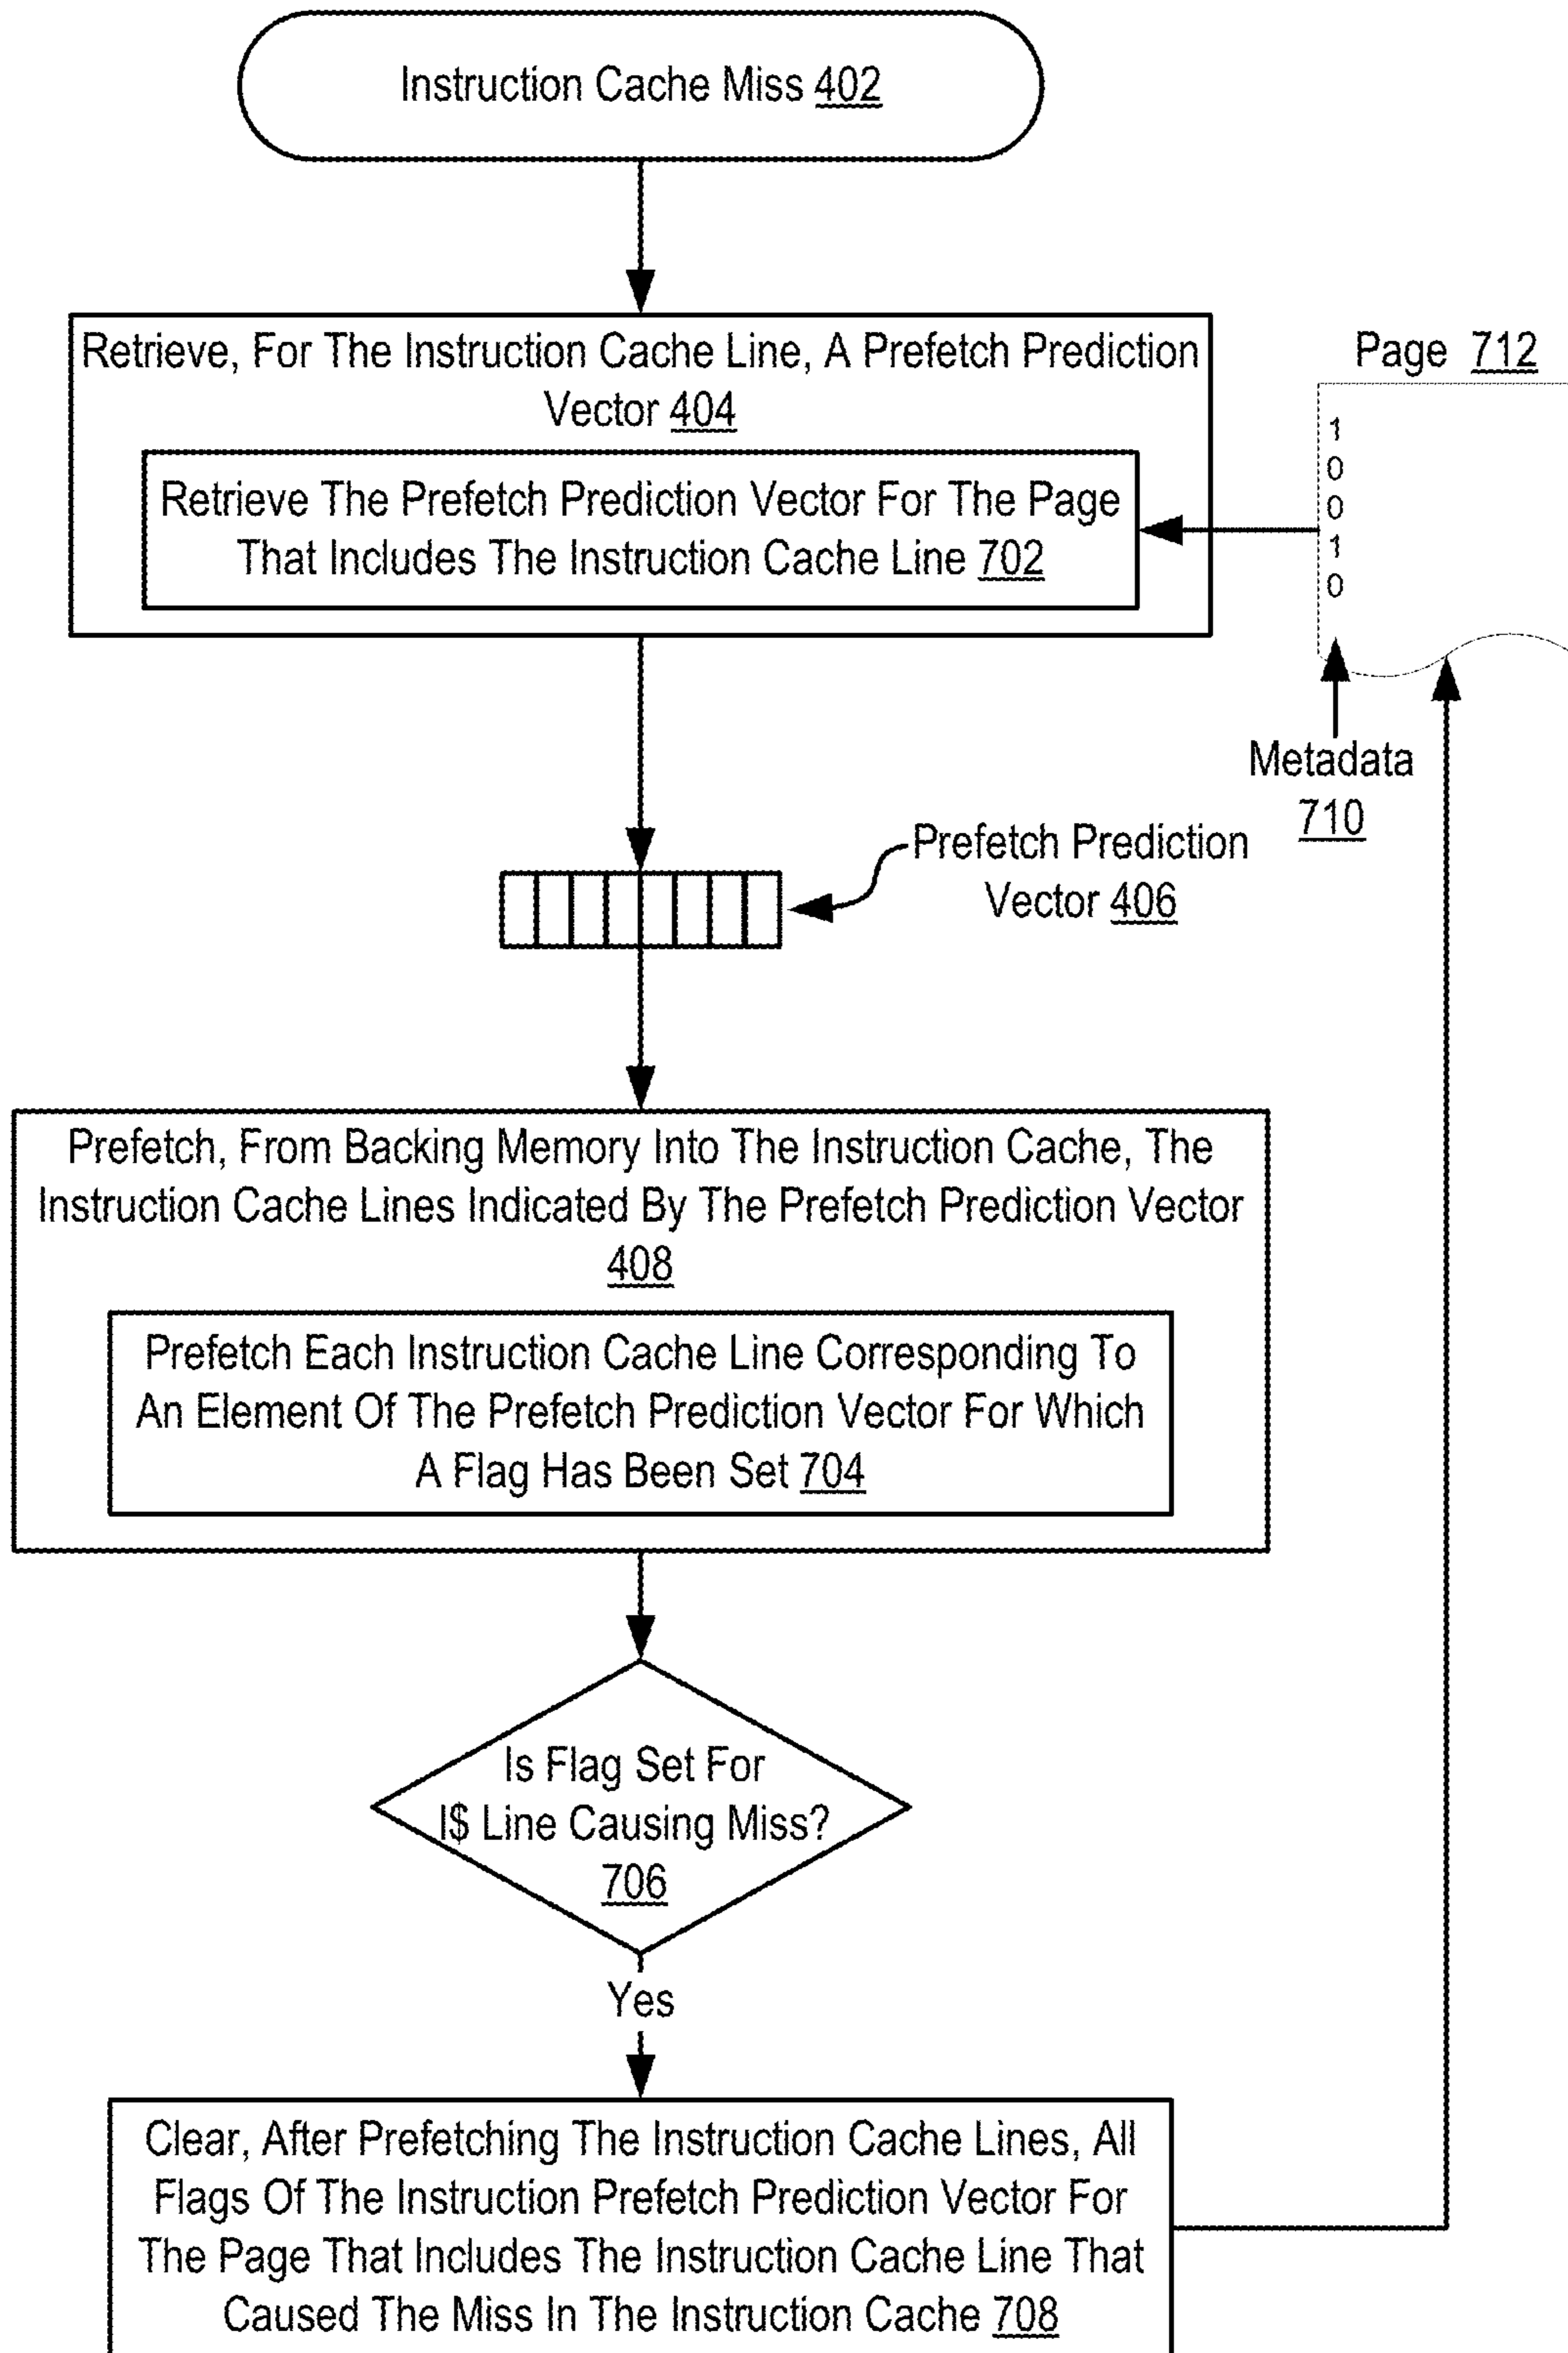 Instruction Cache Miss 402
Retrieve, For The Instruction Cache Line, A Prefetch Prediction
Vector 404
Retrieve The Prefetch Prediction Vector For The Page
That Includes The Instruction Cache Line 702
Page 712
1
0
0
1
0
Metadata
710
Prefetch Prediction
Vector 406
Prefetch, From Backing Memory Into The Instruction Cache, The
Instruction Cache Lines Indicated By The Prefetch Prediction Vector
408
Prefetch Each Instruction Cache Line Corresponding To
An Element Of The Prefetch Prediction Vector For Which
A Flag Has Been Set 704
Is Flag Set For
I$ Line Causing Miss?
706
Yes
Clear, After Prefetching The Instruction Cache Lines, All
Flags Of The Instruction Prefetch Prediction Vector For
The Page That Includes The Instruction Cache Line That
Caused The Miss In The Instruction Cache 708